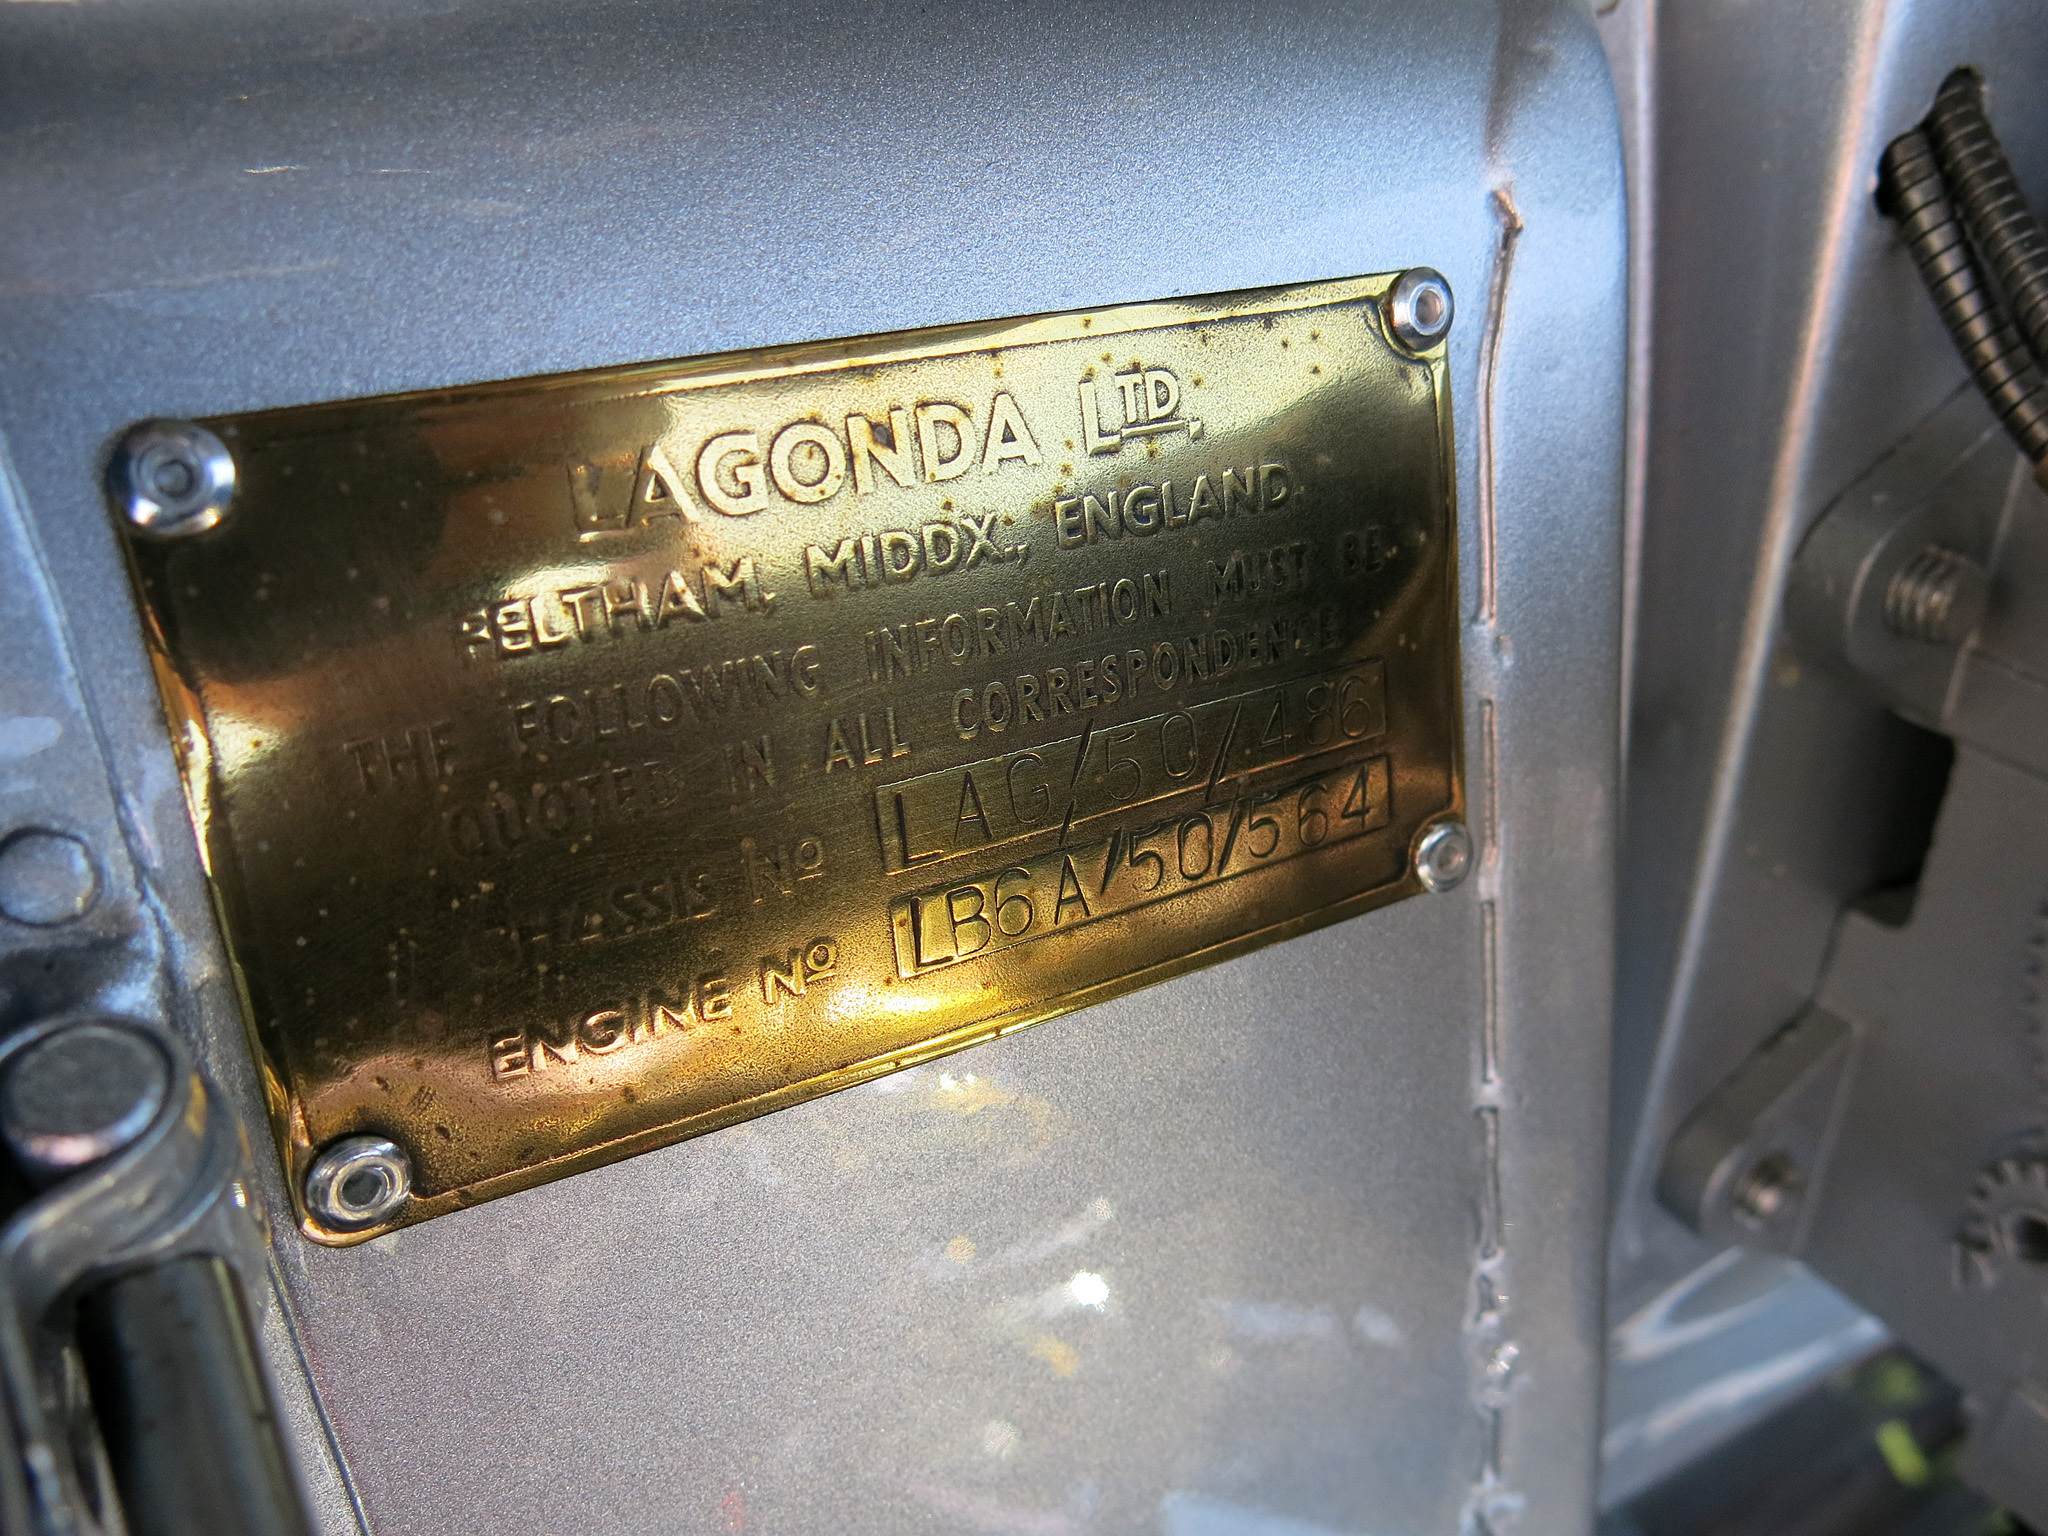 LAGONDA LTD.
FELTHAM, MIDDX., ENGLAND
THE FOLLOWING INFORMATION MUST BE
QUOTED IN ALL CORRESPONDENCE
CHASSIS No LAG/50/486
ENGINE No LB6A/50/564